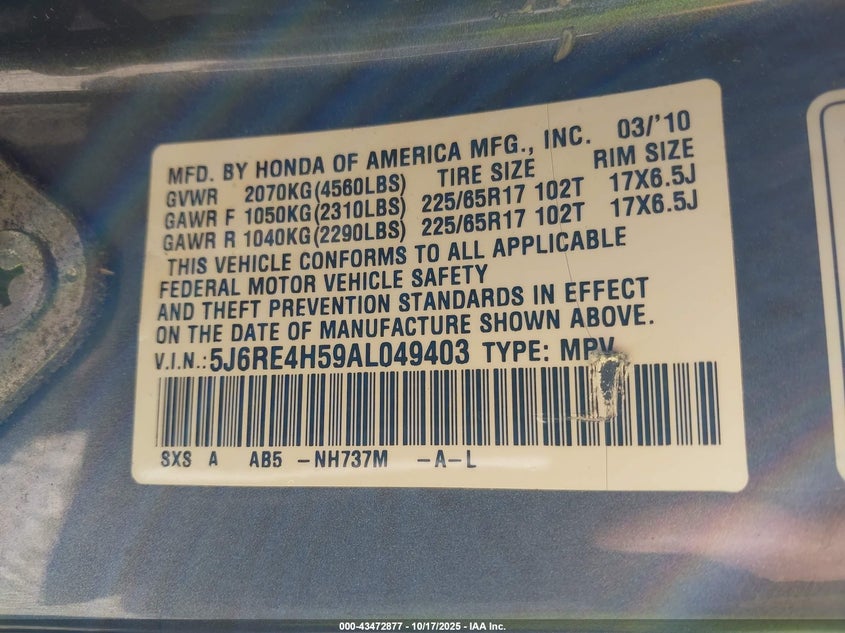 MFD. BY HONDA OF AMERICA MFG., INC. 03/'10
GVWR 2070KG(4560LBS) TIRE SIZE RIM SIZE
GAWR F 1050KG(2310LBS) 225/65R17 102T 17X6.5J
GAWR R 1040KG(2290LBS) 225/65R17 102T 17X6.5J
THIS VEHICLE CONFORMS TO ALL APPLICABLE
FEDERAL MOTOR VEHICLE SAFETY
AND THEFT PREVENTION STANDARDS IN EFFECT
ON THE DATE OF MANUFACTURE SHOWN ABOVE.
V.I.N.: 5J6RE4H59AL049403 TYPE: MPV
SXS A AB5 -NH737M -A-L
000-43472877 - 10/17/2025 - IAA Inc.